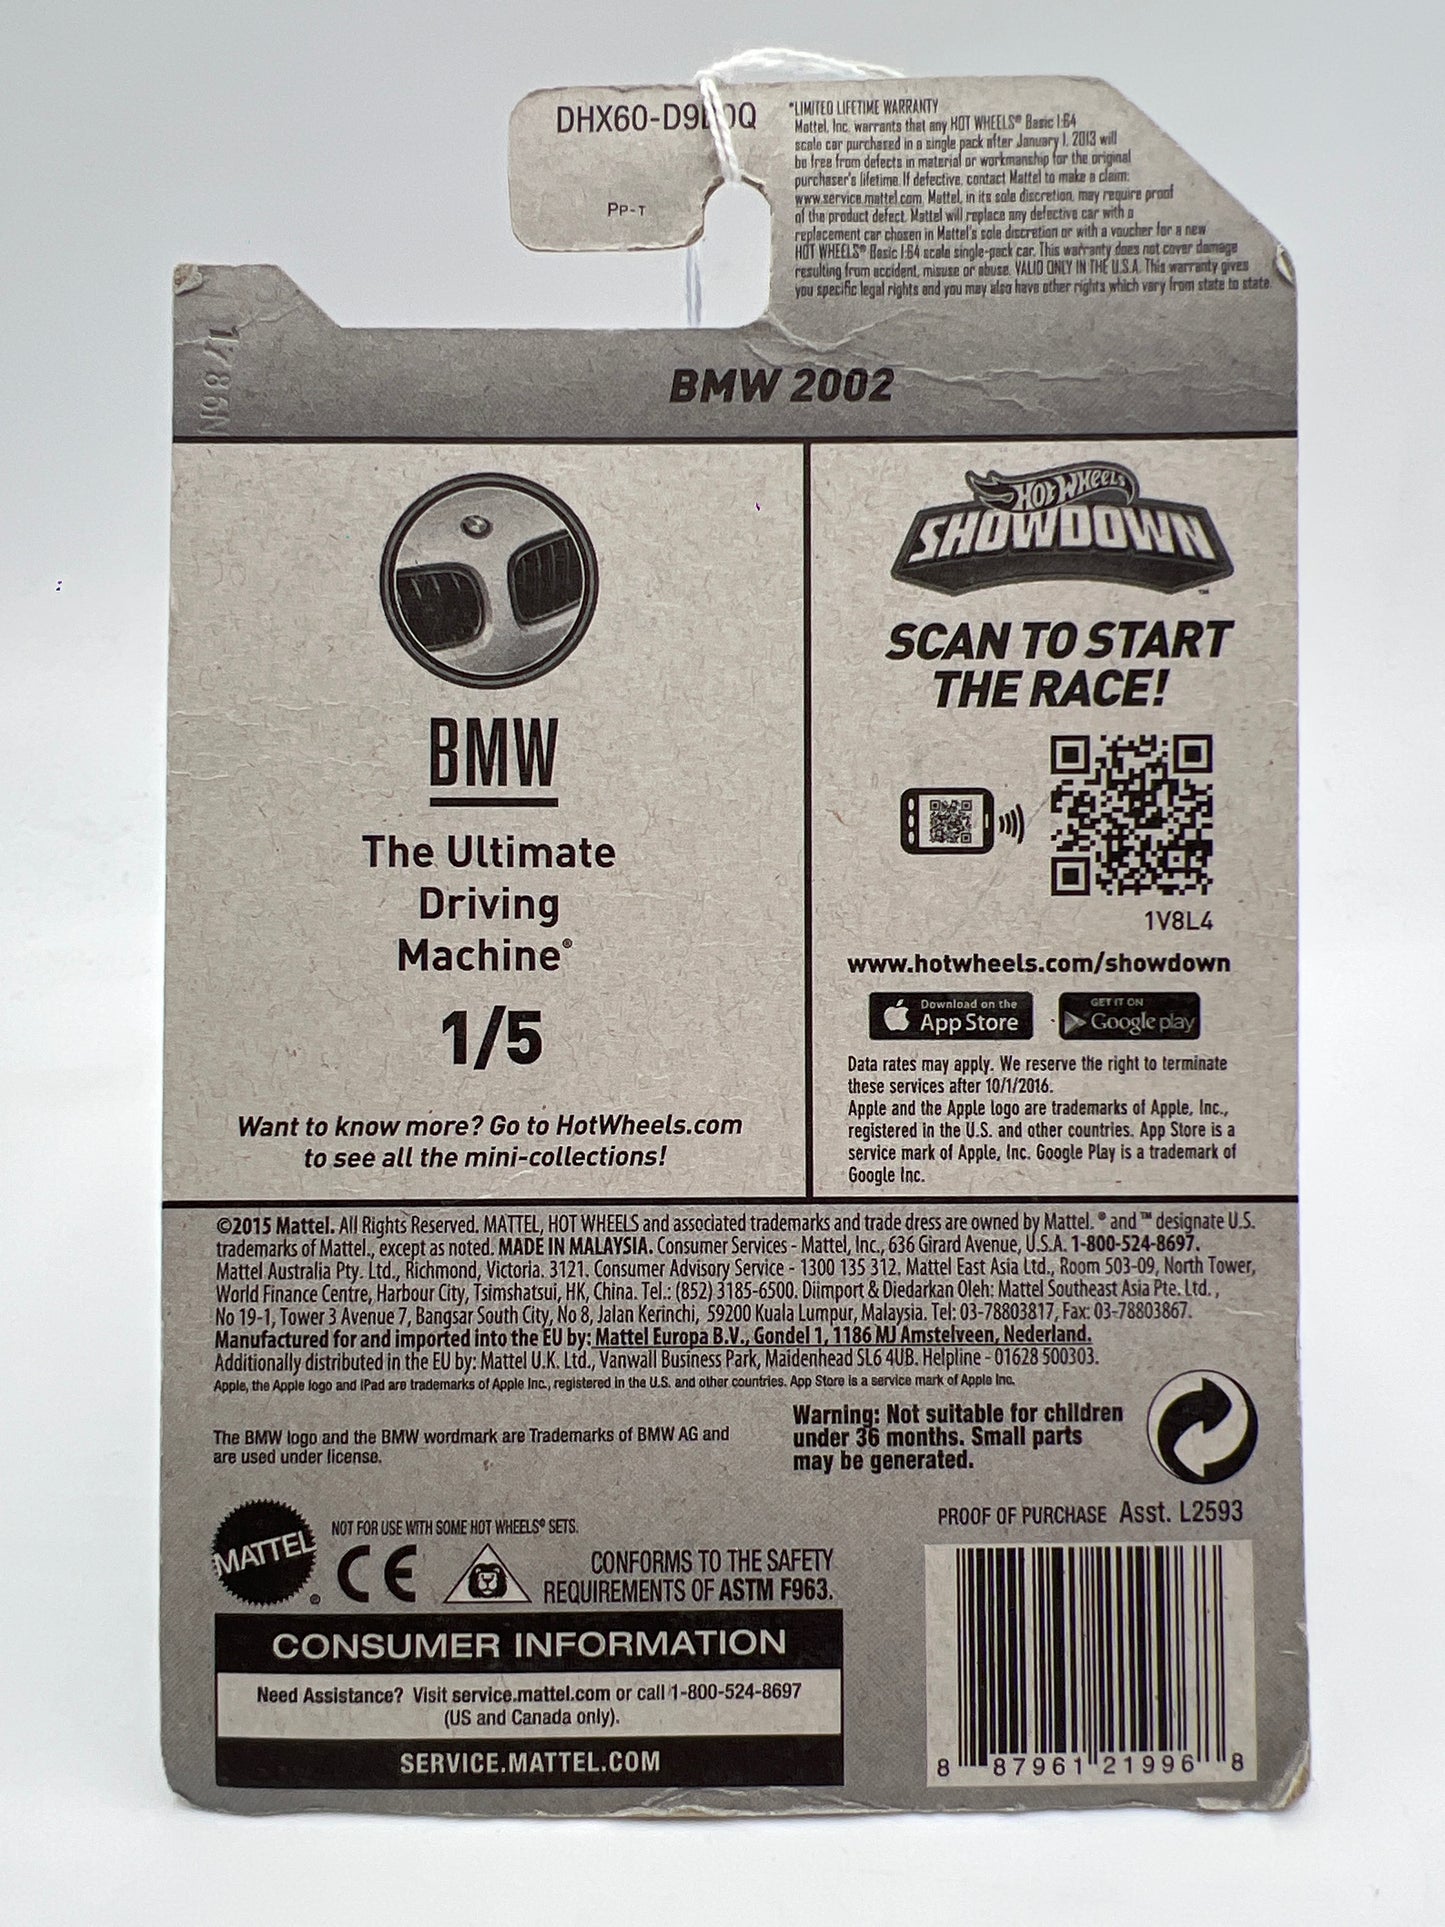 DHX60-D9B0Q
PP-T
*LIMITED LIFETIME WARRANTY
Mattel, Inc. warrants that any HOT WHEELS® Basic 1:64
scale car purchased in a single pack after January 1, 2013 will
be free from defects in material or workmanship for the original
purchaser's lifetime. If defective, contact Mattel to make a claim:
www.service.mattel.com. Mattel, in its sole discretion, may require proof
of the product defect. Mattel will replace any defective car with a
replacement car chosen in Mattel's sole discretion or with a voucher for a new
HOT WHEELS® Basic 1:64 scale single-pack car. This warranty does not cover damage
resulting from accident, misuse or abuse. VALID ONLY IN THE U.S.A. This warranty gives
you specific legal rights and you may also have other rights which vary from state to state.
BMW 2002
BMW
The Ultimate
Driving
Machine®
1/5
Want to know more? Go to HotWheels.com
to see all the mini-collections!
HOT WHEELS
SHOWDOWN™
SCAN TO START
THE RACE!
1V8L4
www.hotwheels.com/showdown
Download on the
App Store
GET IT ON
Google play
Data rates may apply. We reserve the right to terminate
these services after 10/1/2016.
Apple and the Apple logo are trademarks of Apple, Inc.,
registered in the U.S. and other countries. App Store is a
service mark of Apple, Inc. Google Play is a trademark of
Google Inc.
©2015 Mattel. All Rights Reserved. MATTEL, HOT WHEELS and associated trademarks and trade dress are owned by Mattel. ® and ™ designate U.S.
trademarks of Mattel., except as noted. MADE IN MALAYSIA. Consumer Services - Mattel, Inc., 636 Girard Avenue, U.S.A. 1-800-524-8697.
Mattel Australia Pty. Ltd., Richmond, Victoria. 3121. Consumer Advisory Service - 1300 135 312. Mattel East Asia Ltd., Room 503-09, North Tower,
World Finance Centre, Harbour City, Tsimshatsui, HK, China. Tel.: (852) 3185-6500. Diimport & Diedarkan Oleh: Mattel Southeast Asia Pte. Ltd.,
No 19-1, Tower 3 Avenue 7, Bangsar South City, No 8, Jalan Kerinchi, 59200 Kuala Lumpur, Malaysia. Tel: 03-78803817, Fax: 03-78803867.
Manufactured for and imported into the EU by: Mattel Europa B.V., Gondel 1, 1186 MJ Amstelveen, Nederland.
Additionally distributed in the EU by: Mattel U.K. Ltd., Vanwall Business Park, Maidenhead SL6 4UB. Helpline - 01628 500303.
Apple, the Apple logo and iPad are trademarks of Apple Inc., registered in the U.S. and other countries. App Store is a service mark of Apple Inc.
The BMW logo and the BMW wordmark are Trademarks of BMW AG and
are used under license.
Warning: Not suitable for children
under 36 months. Small parts
may be generated.
PROOF OF PURCHASE Asst. L2593
MATTEL®
NOT FOR USE WITH SOME HOT WHEELS® SETS.
CE
CONFORMS TO THE SAFETY
REQUIREMENTS OF ASTM F963.
CONSUMER INFORMATION
Need Assistance? Visit service.mattel.com or call 1-800-524-8697
(US and Canada only).
SERVICE.MATTEL.COM
8 87961 21996 8